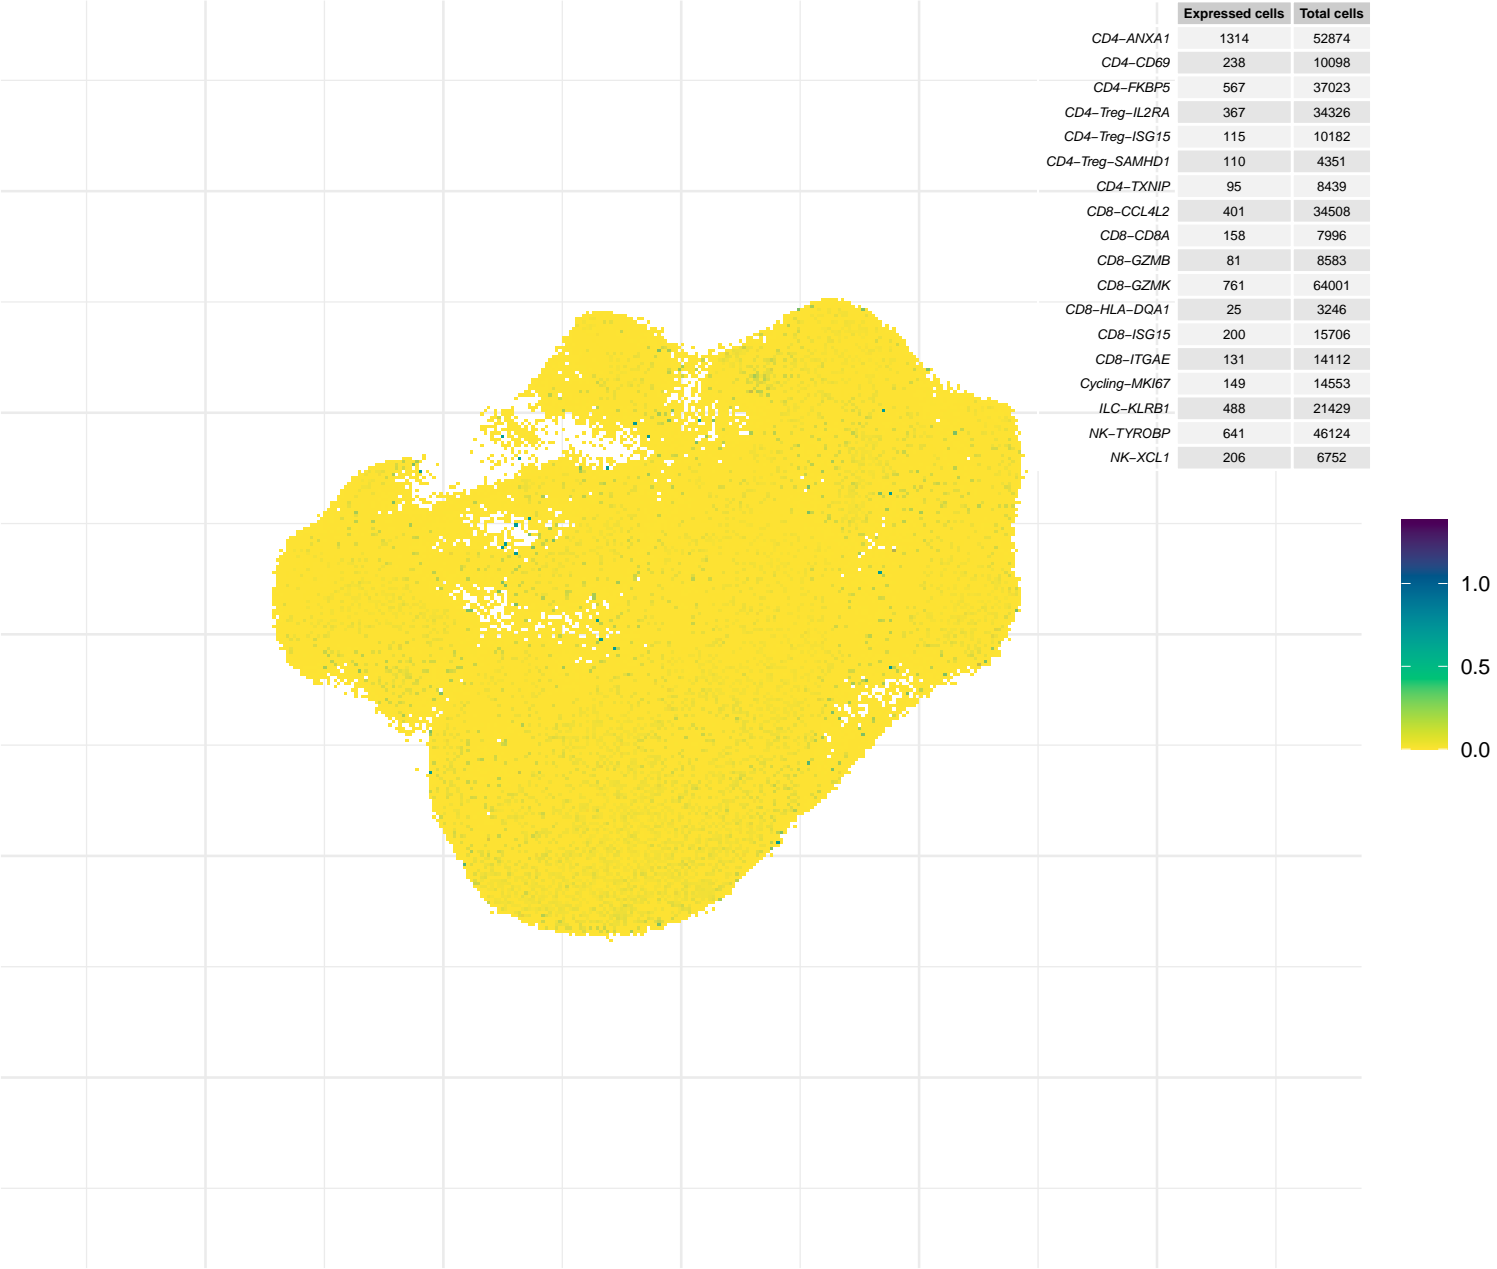 Expressed cells Total cells
CD4−ANXA1 1314 52874
CD4−CD69 238 10098
CD4−FKBP5 567 37023
CD4−Treg−IL2RA 367 34326
CD4−Treg−ISG15 115 10182
CD4−Treg−SAMHD1 110 4351
CD4−TXNIP 95 8439
CD8−CCL4L2 401 34508
CD8−CD8A 158 7996
CD8−GZMB 81 8583
CD8−GZMK 761 64001
CD8−HLA−DQA1 25 3246
CD8−ISG15 200 15706
CD8−ITGAE 131 14112
Cycling−MKI67 149 14553
ILC−KLRB1 488 21429
NK−TYROBP 641 46124
NK−XCL1 206 6752
1.0
0.5
0.0